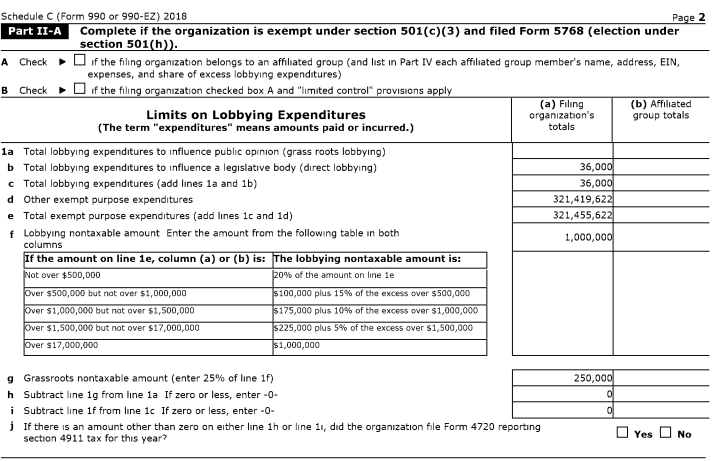 Schedule C (Form 990 or 990-EZ) 2018 Page 2
Part II-A Complete if the organization is exempt under section 501(c)(3) and filed Form 5768 (election under
section 501(h)).
A Check ► ☐ if the filing organization belongs to an affiliated group (and list in Part IV each affiliated group member's name, address, EIN,
expenses, and share of excess lobbying expenditures)
B Check ► ☐ if the filing organization checked box A and "limited control" provisions apply
Limits on Lobbying Expenditures
(The term "expenditures" means amounts paid or incurred.)
(a) Filing
organization's
totals
(b) Affiliated
group totals
1a Total lobbying expenditures to influence public opinion (grass roots lobbying)
b Total lobbying expenditures to influence a legislative body (direct lobbying) 36,000
c Total lobbying expenditures (add lines 1a and 1b) 36,000
d Other exempt purpose expenditures 321,419,622
e Total exempt purpose expenditures (add lines 1c and 1d) 321,455,622
f Lobbying nontaxable amount Enter the amount from the following table in both
columns 1,000,000
If the amount on line 1e, column (a) or (b) is: The lobbying nontaxable amount is:
Not over $500,000 20% of the amount on line 1e
Over $500,000 but not over $1,000,000 $100,000 plus 15% of the excess over $500,000
Over $1,000,000 but not over $1,500,000 $175,000 plus 10% of the excess over $1,000,000
Over $1,500,000 but not over $17,000,000 $225,000 plus 5% of the excess over $1,500,000
Over $17,000,000 $1,000,000
g Grassroots nontaxable amount (enter 25% of line 1f) 250,000
h Subtract line 1g from line 1a If zero or less, enter -0- 0
i Subtract line 1f from line 1c If zero or less, enter -0- 0
j If there is an amount other than zero on either line 1h or line 1i, did the organization file Form 4720 reporting
section 4911 tax for this year? ☐ Yes ☐ No